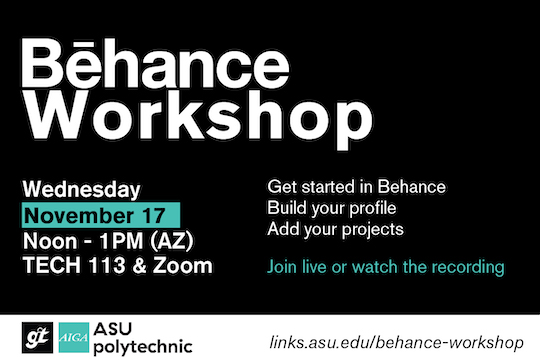 Bēhance
Workshop
Wednesday
November 17
Noon - 1PM (AZ)
TECH 113 & Zoom
Get started in Behance
Build your profile
Add your projects
Join live or watch the recording
git
AIGA
ASU
polytechnic
links.asu.edu/behance-workshop